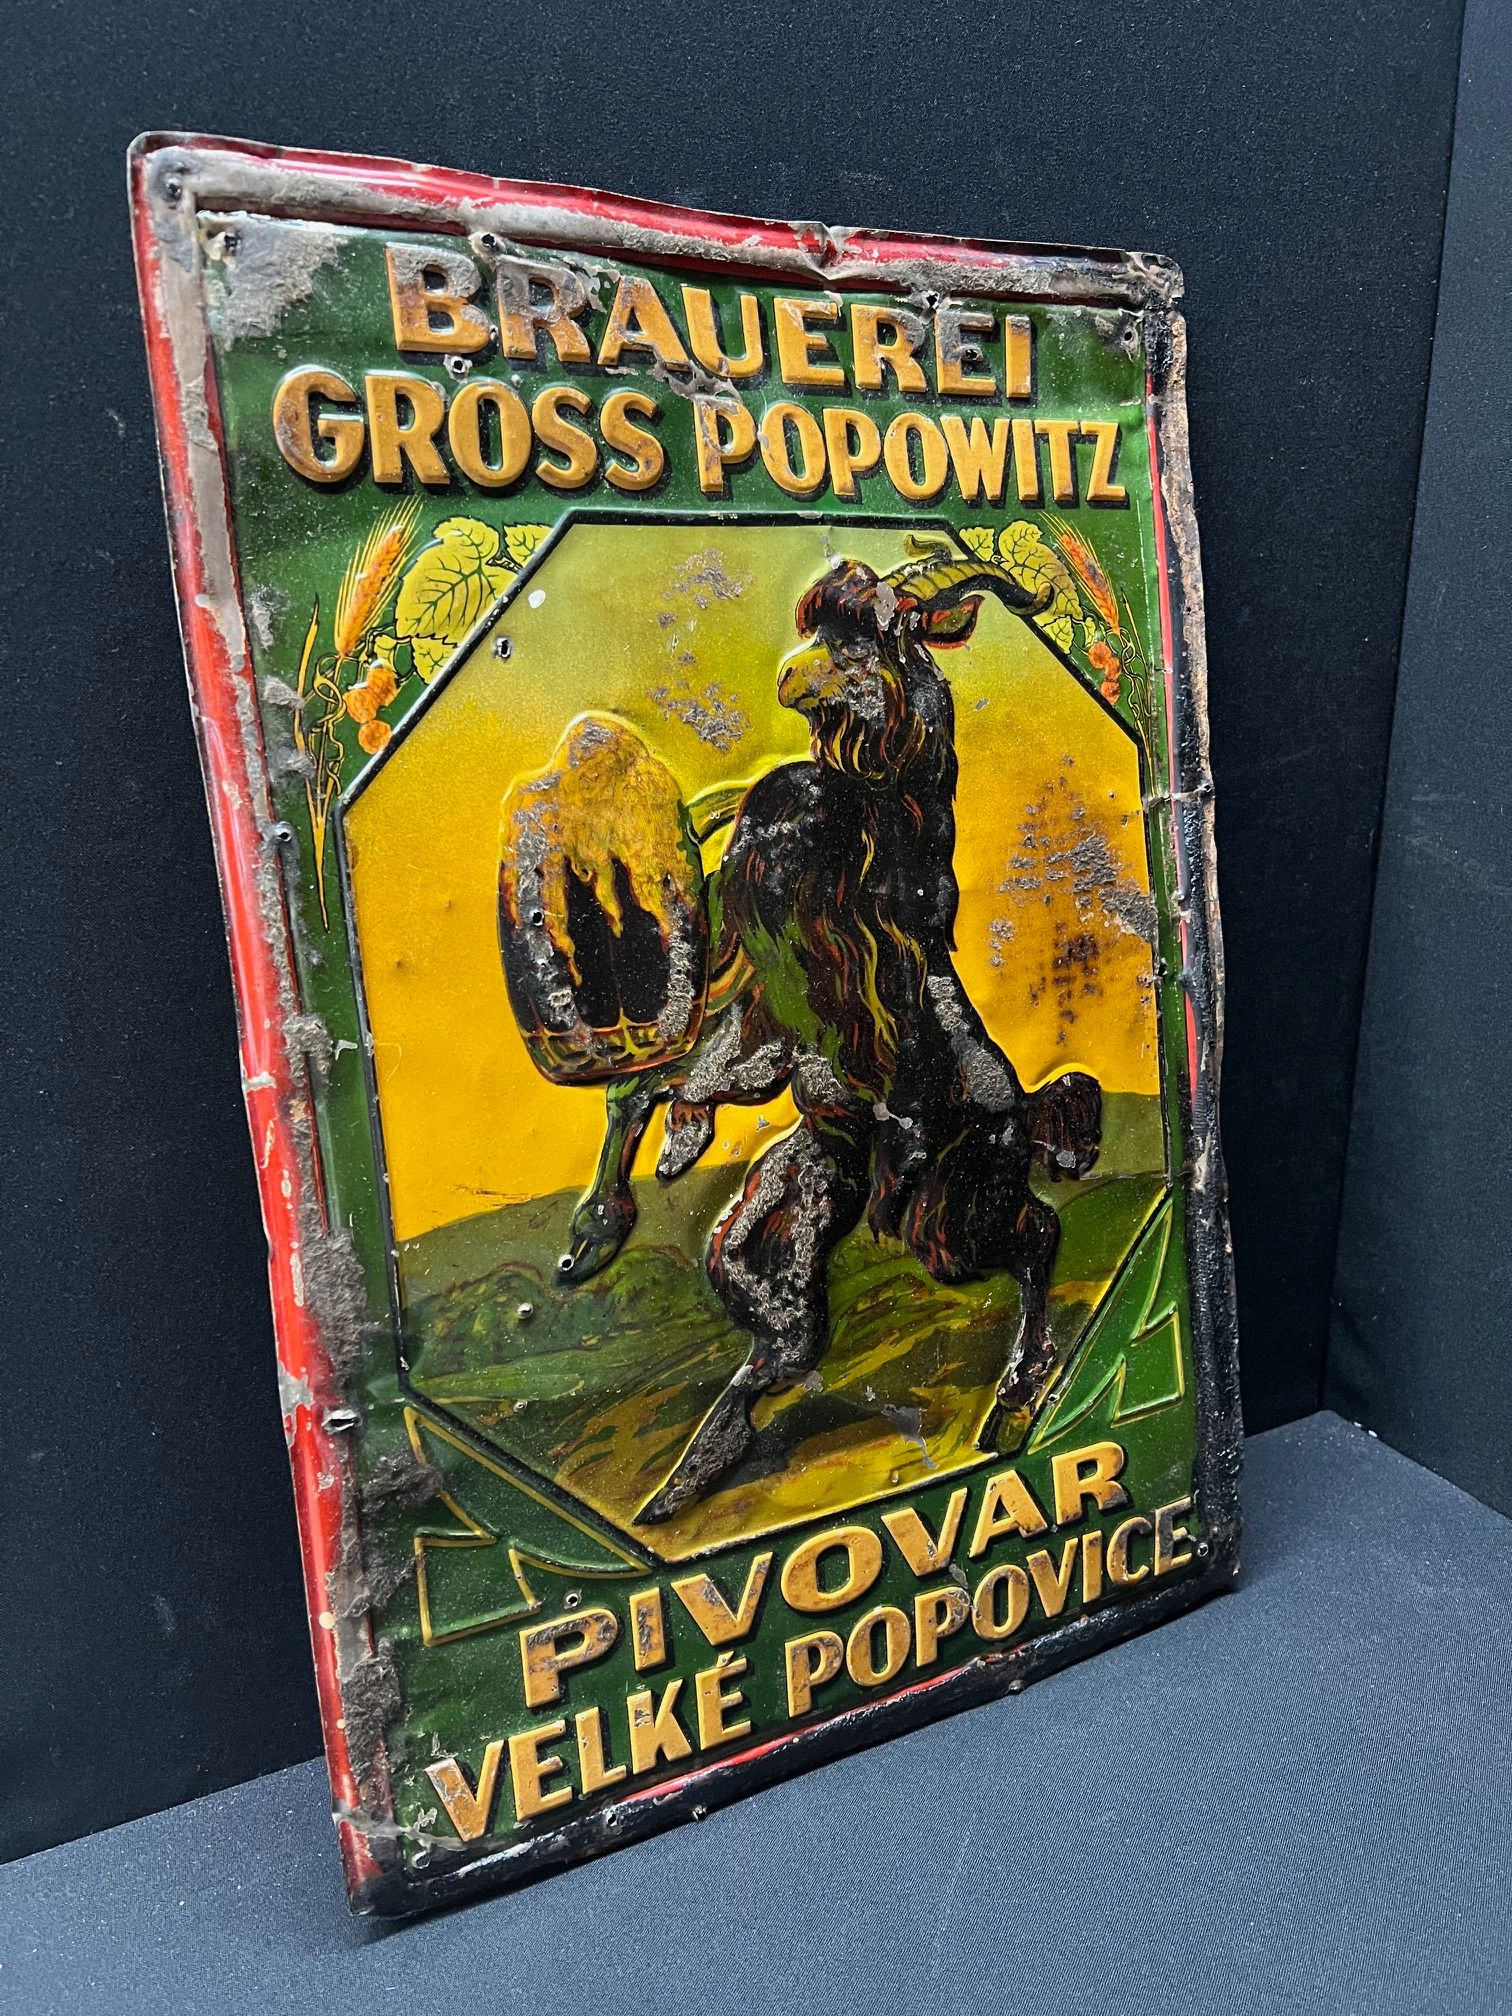 BRAUEREI
GROSS POPOWITZ
PIVOVAR
VELKÉ POPOVICE